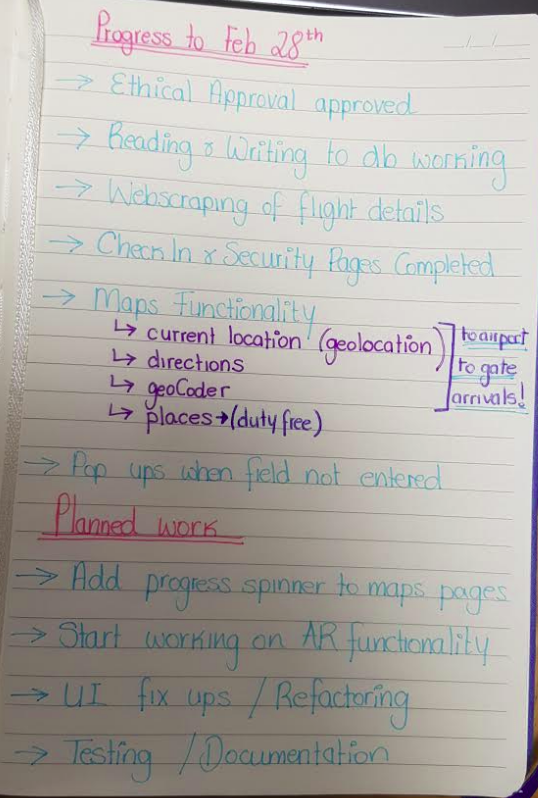 Progress to Feb 28th
→ Ethical Approval approved
→ Reading & Writing to db working
→ Webscraping of flight details
→ Check In & Security Pages Completed
→ Maps Functionality
↳ current location (geolocation)
↳ directions
↳ geoCoder
↳ places→(duty free)
to airport
to gate
arrivals!
→ Pop ups when field not entered
Planned work
→ Add progress spinner to maps pages
→ Start working on AR functionality
→ UI fix ups / Refactoring
→ Testing / Documentation